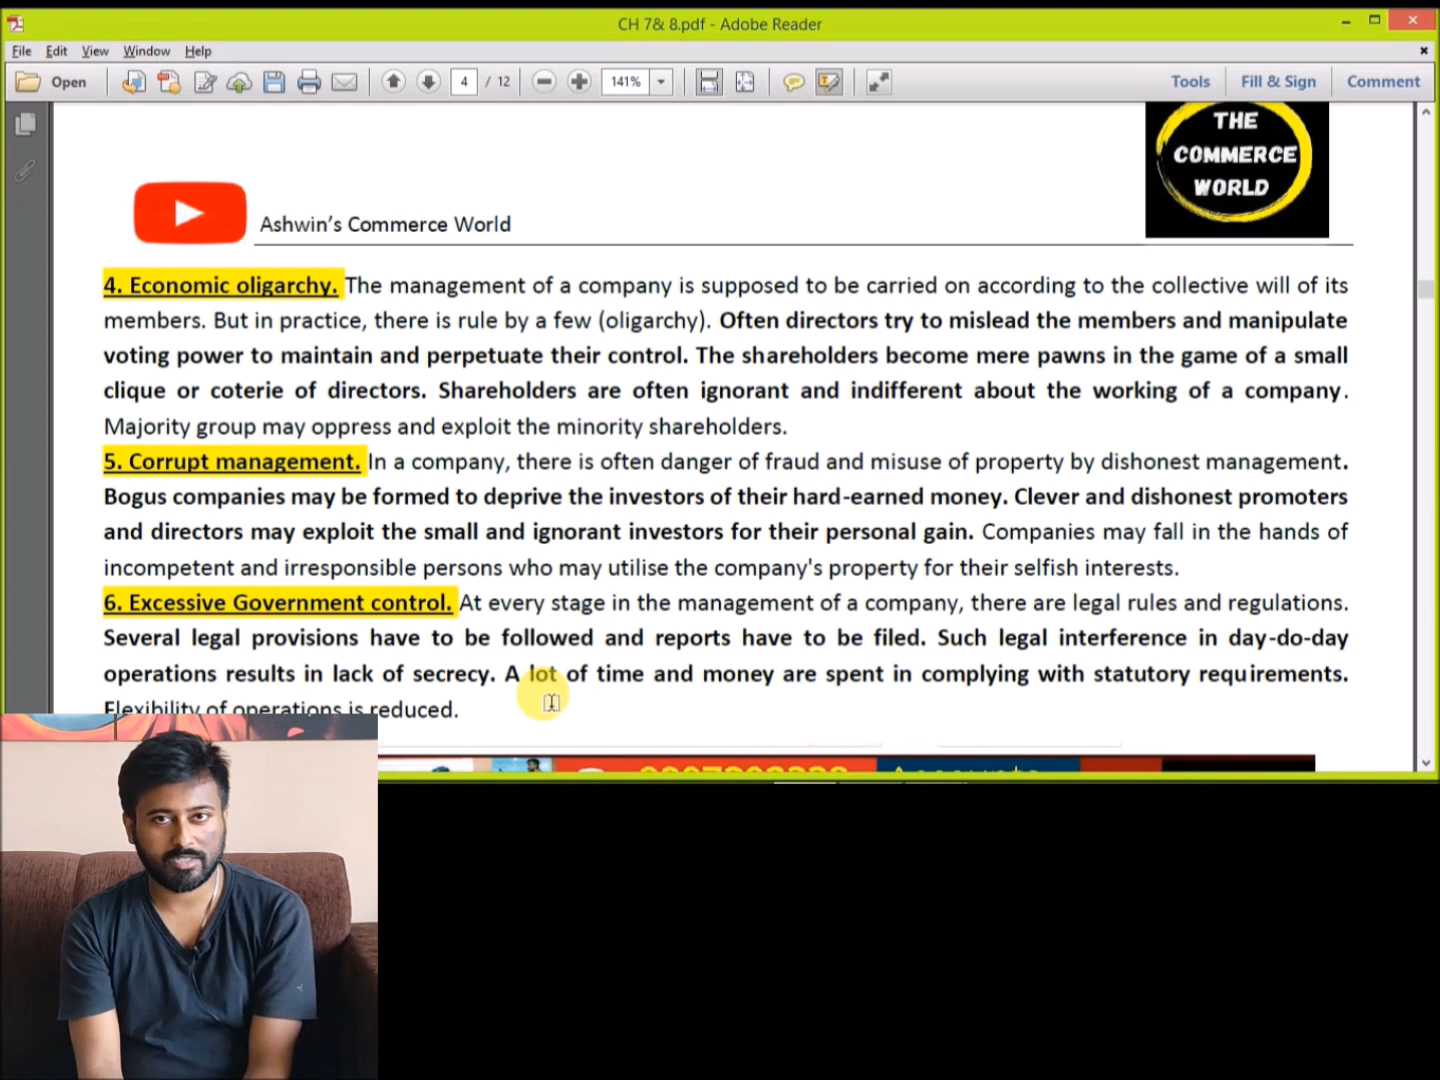 CH 7& 8.pdf - Adobe Reader
File Edit View Window Help
Open 4 / 12 141% Tools Fill & Sign Comment
THE
COMMERCE
WORLD
Ashwin's Commerce World
4. Economic oligarchy. The management of a company is supposed to be carried on according to the collective will of its
members. But in practice, there is rule by a few (oligarchy). Often directors try to mislead the members and manipulate
voting power to maintain and perpetuate their control. The shareholders become mere pawns in the game of a small
clique or coterie of directors. Shareholders are often ignorant and indifferent about the working of a company.
Majority group may oppress and exploit the minority shareholders.
5. Corrupt management. In a company, there is often danger of fraud and misuse of property by dishonest management.
Bogus companies may be formed to deprive the investors of their hard-earned money. Clever and dishonest promoters
and directors may exploit the small and ignorant investors for their personal gain. Companies may fall in the hands of
incompetent and irresponsible persons who may utilise the company's property for their selfish interests.
6. Excessive Government control. At every stage in the management of a company, there are legal rules and regulations.
Several legal provisions have to be followed and reports have to be filed. Such legal interference in day-do-day
operations results in lack of secrecy. A lot of time and money are spent in complying with statutory requirements.
Flexibility of operations is reduced.